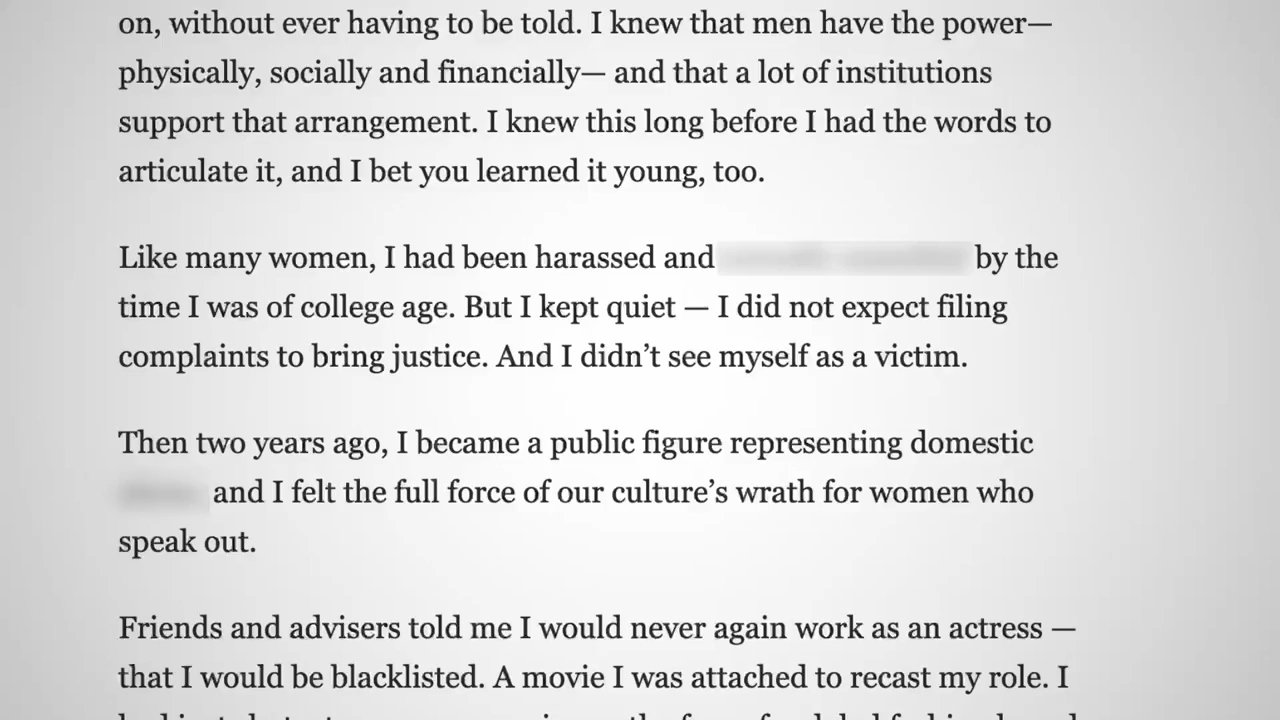 on, without ever having to be told. I knew that men have the power—
physically, socially and financially— and that a lot of institutions
support that arrangement. I knew this long before I had the words to
articulate it, and I bet you learned it young, too.
Like many women, I had been harassed and by the
time I was of college age. But I kept quiet — I did not expect filing
complaints to bring justice. And I didn’t see myself as a victim.
Then two years ago, I became a public figure representing domestic
and I felt the full force of our culture’s wrath for women who
speak out.
Friends and advisers told me I would never again work as an actress —
that I would be blacklisted. A movie I was attached to recast my role. I